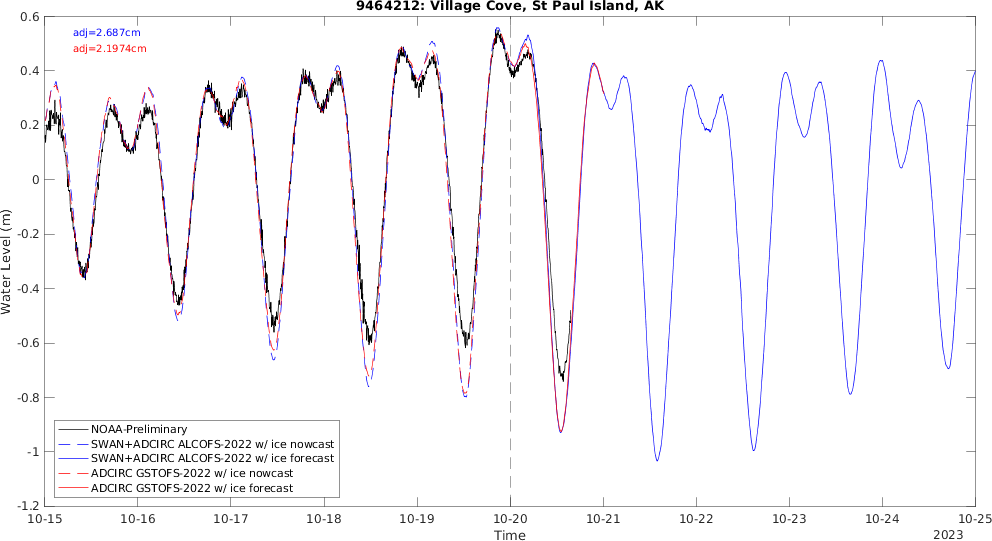 9464212: Village Cove, St Paul Island, AK
adj=2.687cm
adj=2.1974cm
0.6
0.4
0.2
0
-0.2
-0.4
-0.6
-0.8
-1
-1.2
Water Level (m)
NOAA-Preliminary
SWAN+ADCIRC ALCOFS-2022 w/ ice nowcast
SWAN+ADCIRC ALCOFS-2022 w/ ice forecast
ADCIRC GSTOFS-2022 w/ ice nowcast
ADCIRC GSTOFS-2022 w/ ice forecast
10-15 10-16 10-17 10-18 10-19 10-20 10-21 10-22 10-23 10-24 10-25
Time
2023